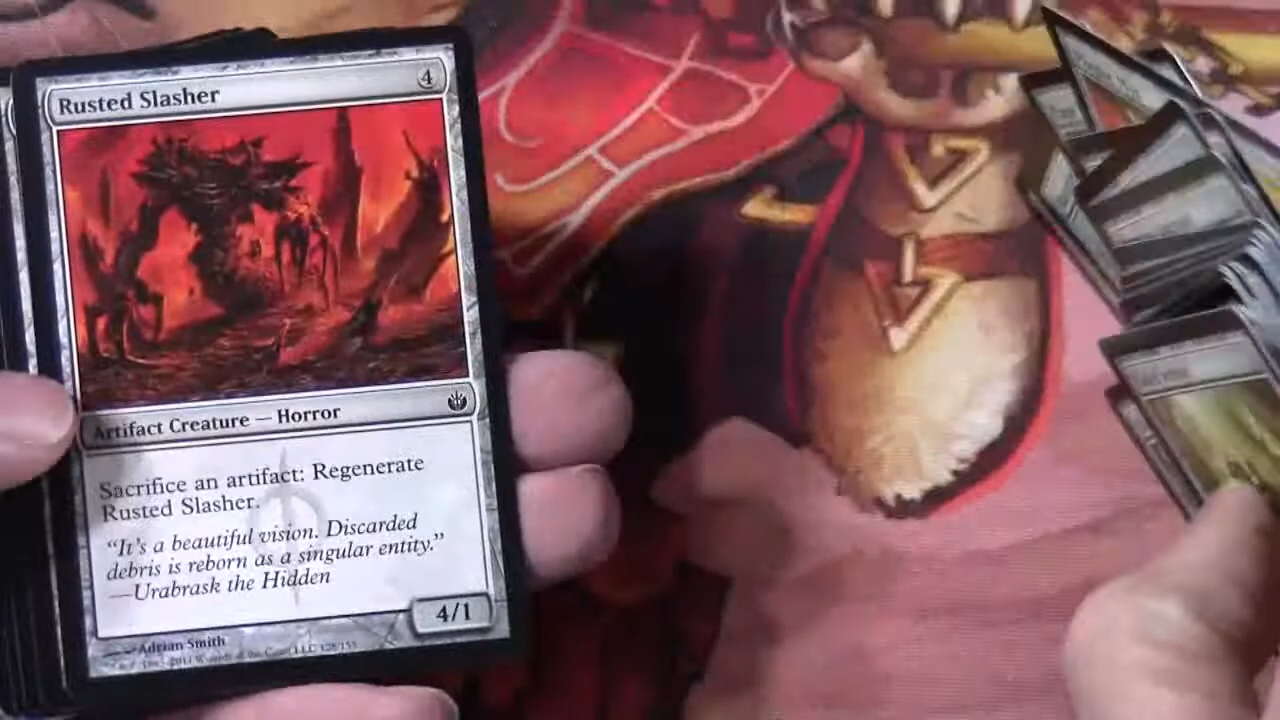 Rusted Slasher
4
Artifact Creature — Horror
Sacrifice an artifact: Regenerate
Rusted Slasher.
“It’s a beautiful vision. Discarded
debris is reborn as a singular entity.”
—Urabrask the Hidden
4/1
Adrian Smith